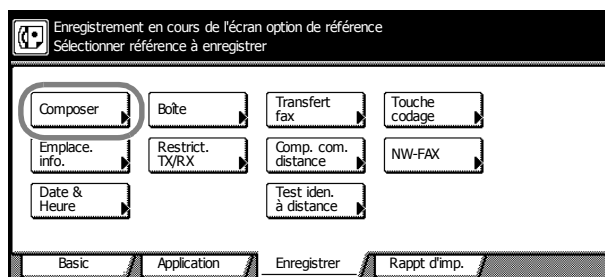 Enregistrement en cours de l'écran option de référence
Sélectionner référence à enregistrer
Composer
Boîte
Transfert
fax
Touche
codage
Emplace.
info.
Restrict.
TX/RX
Comp. com.
distance
NW-FAX
Date &
Heure
Test iden.
à distance
Basic
Application
Enregistrer
Rappt d'imp.